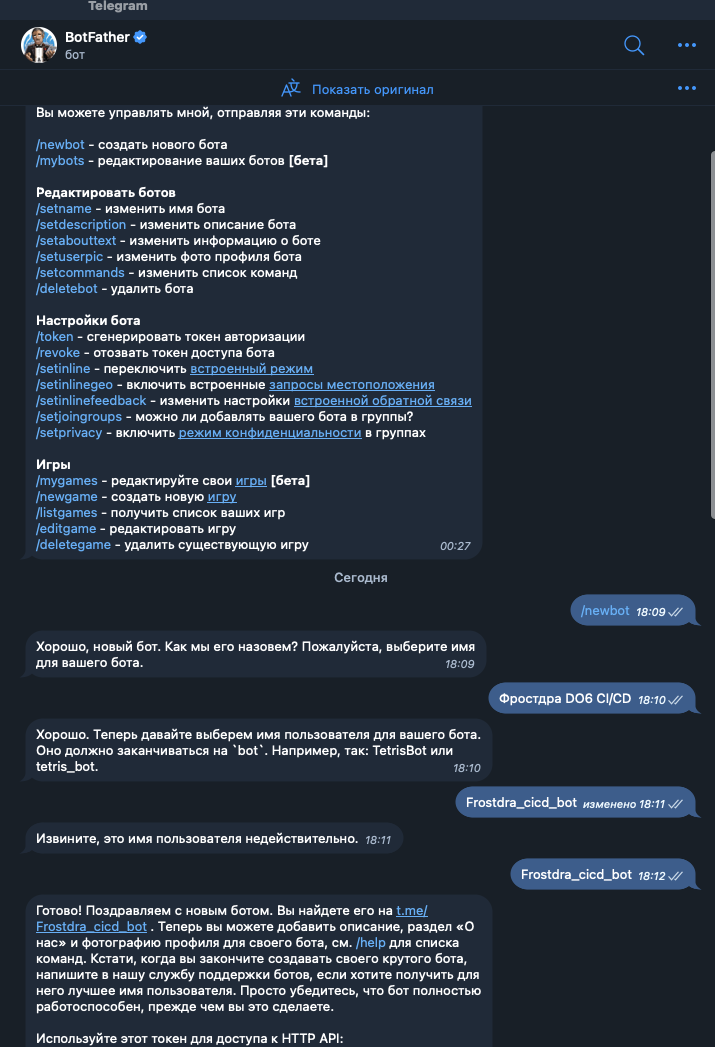 Telegram
BotFather
бот
Показать оригинал
Вы можете управлять мной, отправляя эти команды:
/newbot - создать нового бота
/mybots - редактирование ваших ботов [бета]
Редактировать ботов
/setname - изменить имя бота
/setdescription - изменить описание бота
/setabouttext - изменить информацию о боте
/setuserpic - изменить фото профиля бота
/setcommands - изменить список команд
/deletebot - удалить бота
Настройки бота
/token - сгенерировать токен авторизации
/revoke - отозвать токен доступа бота
/setinline - переключить встроенный режим
/setinlinegeo - включить встроенные запросы местоположения
/setinlinefeedback - изменить настройки встроенной обратной связи
/setjoingroups - можно ли добавлять вашего бота в группы?
/setprivacy - включить режим конфиденциальности в группах
Игры
/mygames - редактируйте свои игры [бета]
/newgame - создать новую игру
/listgames - получить список ваших игр
/editgame - редактировать игру
/deletegame - удалить существующую игру 00:27
Сегодня
/newbot 18:09
Хорошо, новый бот. Как мы его назовем? Пожалуйста, выберите имя
для вашего бота. 18:09
Фростдра DO6 CI/CD 18:10
Хорошо. Теперь давайте выберем имя пользователя для вашего бота.
Оно должно заканчиваться на `bot`. Например, так: TetrisBot или
tetris_bot. 18:10
Frostdra_cicd_bot изменено 18:11
Извините, это имя пользователя недействительно. 18:11
Frostdra_cicd_bot 18:12
Готово! Поздравляем с новым ботом. Вы найдете его на t.me/
Frostdra_cicd_bot . Теперь вы можете добавить описание, раздел «О
нас» и фотографию профиля для своего бота, см. /help для списка
команд. Кстати, когда вы закончите создавать своего крутого бота,
напишите в нашу службу поддержки ботов, если хотите получить для
него лучшее имя пользователя. Просто убедитесь, что бот полностью
работоспособен, прежде чем вы это сделаете.
Используйте этот токен для доступа к HTTP API: